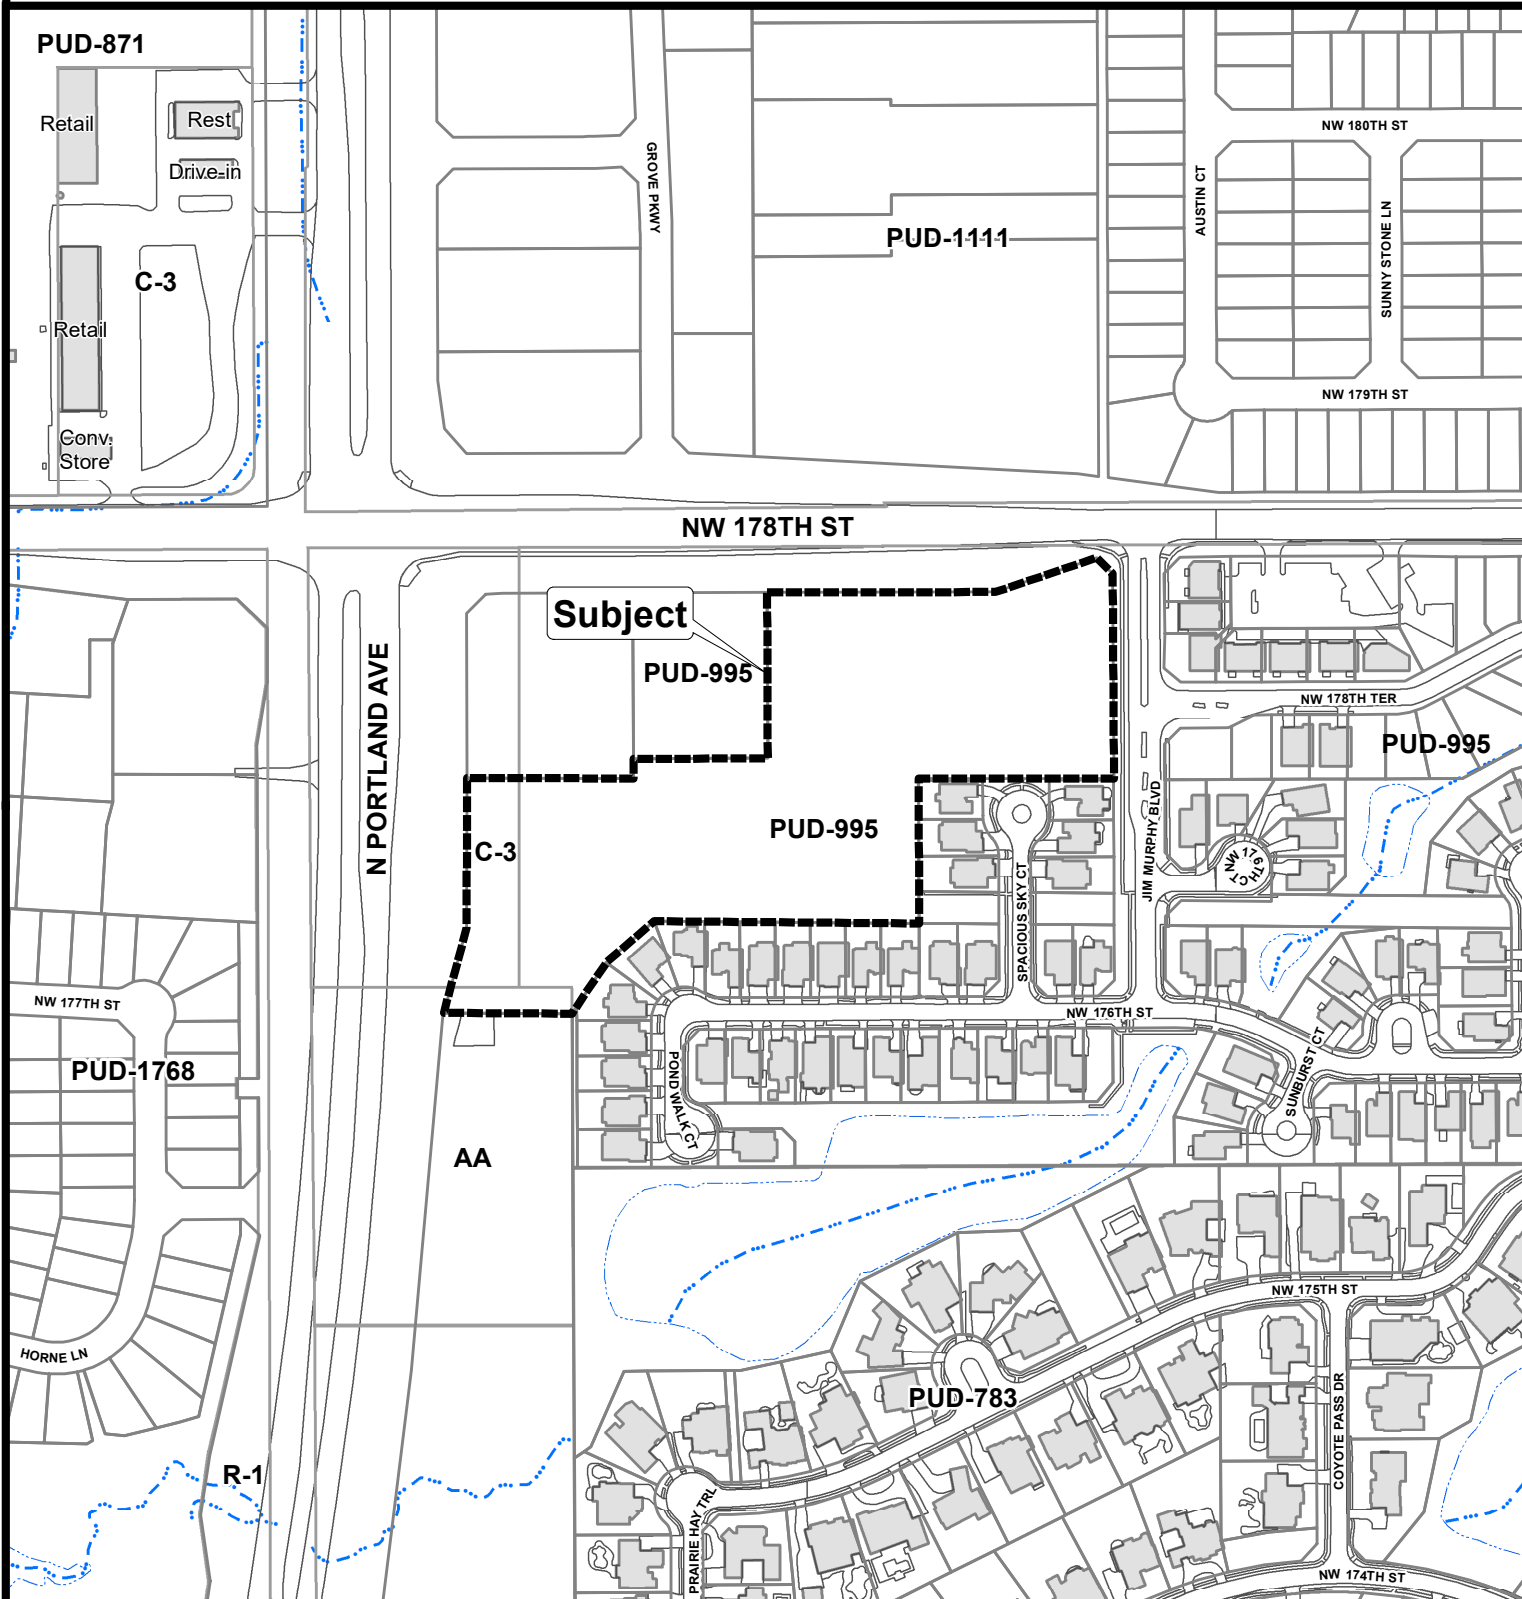 PUD-871
Retail
Rest
Drive-in
C-3
Retail
Conv.
Store
GROVE PKWY
PUD-1111
AUSTIN CT
NW 180TH ST
SUNNY STONE LN
NW 179TH ST
NW 178TH ST
Subject
PUD-995
N PORTLAND AVE
C-3
PUD-995
NW 178TH TER
PUD-995
JIM MURPHY BLVD
NW 176TH CT
SPACIOUS SKY CT
NW 177TH ST
NW 176TH ST
PUD-1768
POND WALK CT
SUNBURST CT
AA
NW 175TH ST
HORNE LN
PUD-783
COYOTE PASS DR
R-1
PRAIRIE HAY TRL
NW 174TH ST